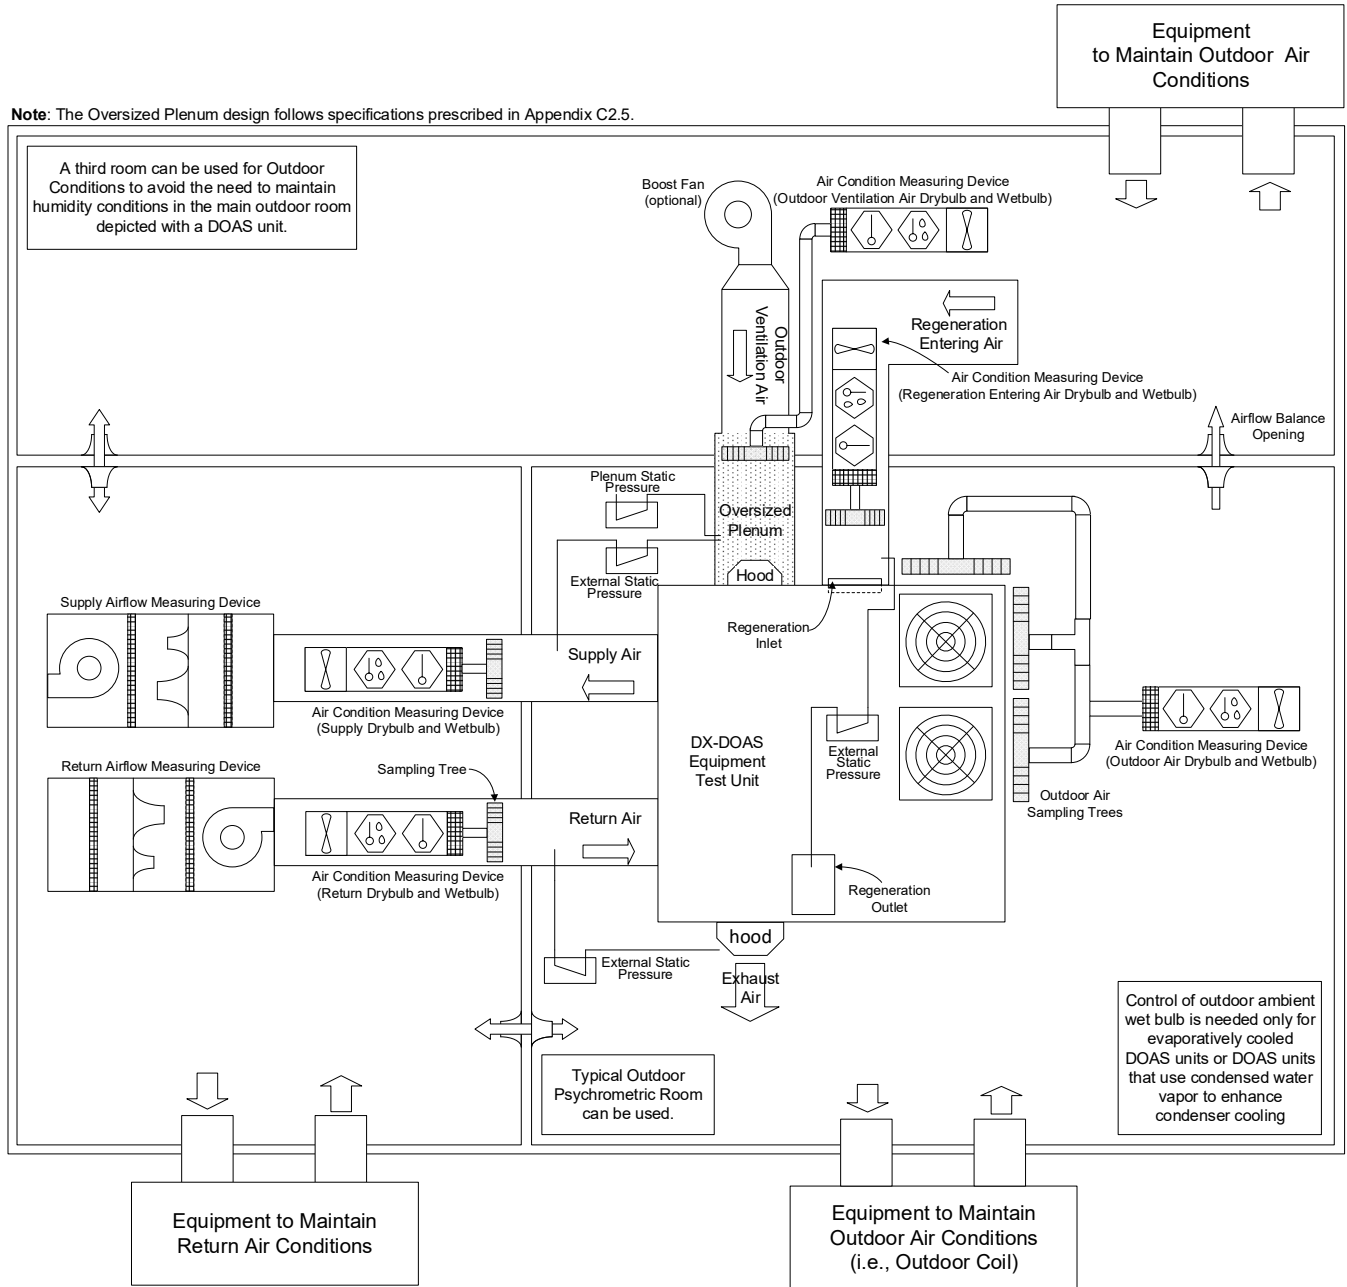 Equipment
to Maintain Outdoor Air
Conditions
Note: The Oversized Plenum design follows specifications prescribed in Appendix C2.5.
A third room can be used for Outdoor
Conditions to avoid the need to maintain
humidity conditions in the main outdoor room
depicted with a DOAS unit.
Boost Fan
(optional)
Air Condition Measuring Device
(Outdoor Ventilation Air Drybulb and Wetbulb)
Outdoor
Ventilation Air
Regeneration
Entering Air
Air Condition Measuring Device
(Regeneration Entering Air Drybulb and Wetbulb)
Airflow Balance
Opening
Plenum Static
Pressure
Oversized
Plenum
External Static
Pressure
Hood
Supply Airflow Measuring Device
Regeneration
Inlet
Supply Air
Air Condition Measuring Device
(Supply Drybulb and Wetbulb)
DX-DOAS
Equipment
Test Unit
External
Static
Pressure
Air Condition Measuring Device
(Outdoor Air Drybulb and Wetbulb)
Return Airflow Measuring Device
Sampling Tree
Outdoor Air
Sampling Trees
Return Air
Air Condition Measuring Device
(Return Drybulb and Wetbulb)
Regeneration
Outlet
hood
External Static
Pressure
Exhaust
Air
Control of outdoor ambient
wet bulb is needed only for
evaporatively cooled
DOAS units or DOAS units
that use condensed water
vapor to enhance
condenser cooling
Typical Outdoor
Psychrometric Room
can be used.
Equipment to Maintain
Return Air Conditions
Equipment to Maintain
Outdoor Air Conditions
(i.e., Outdoor Coil)